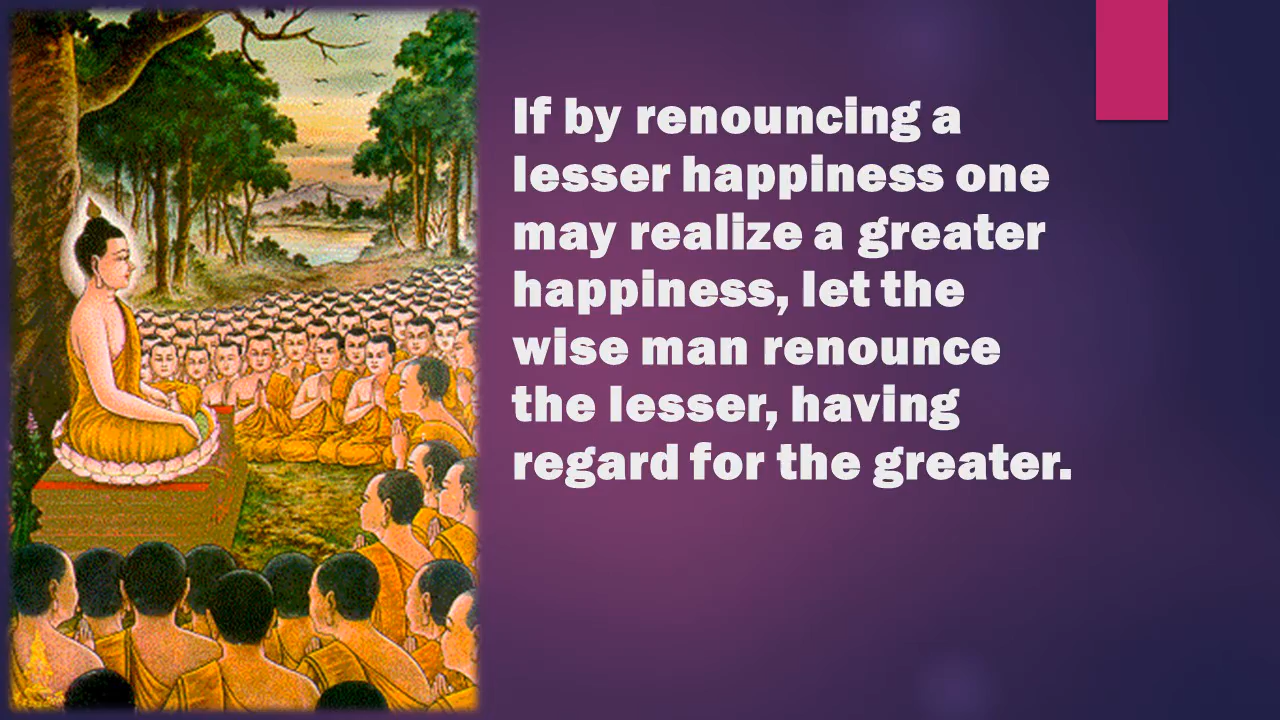 If by renouncing a
lesser happiness one
may realize a greater
happiness, let the
wise man renounce
the lesser, having
regard for the greater.